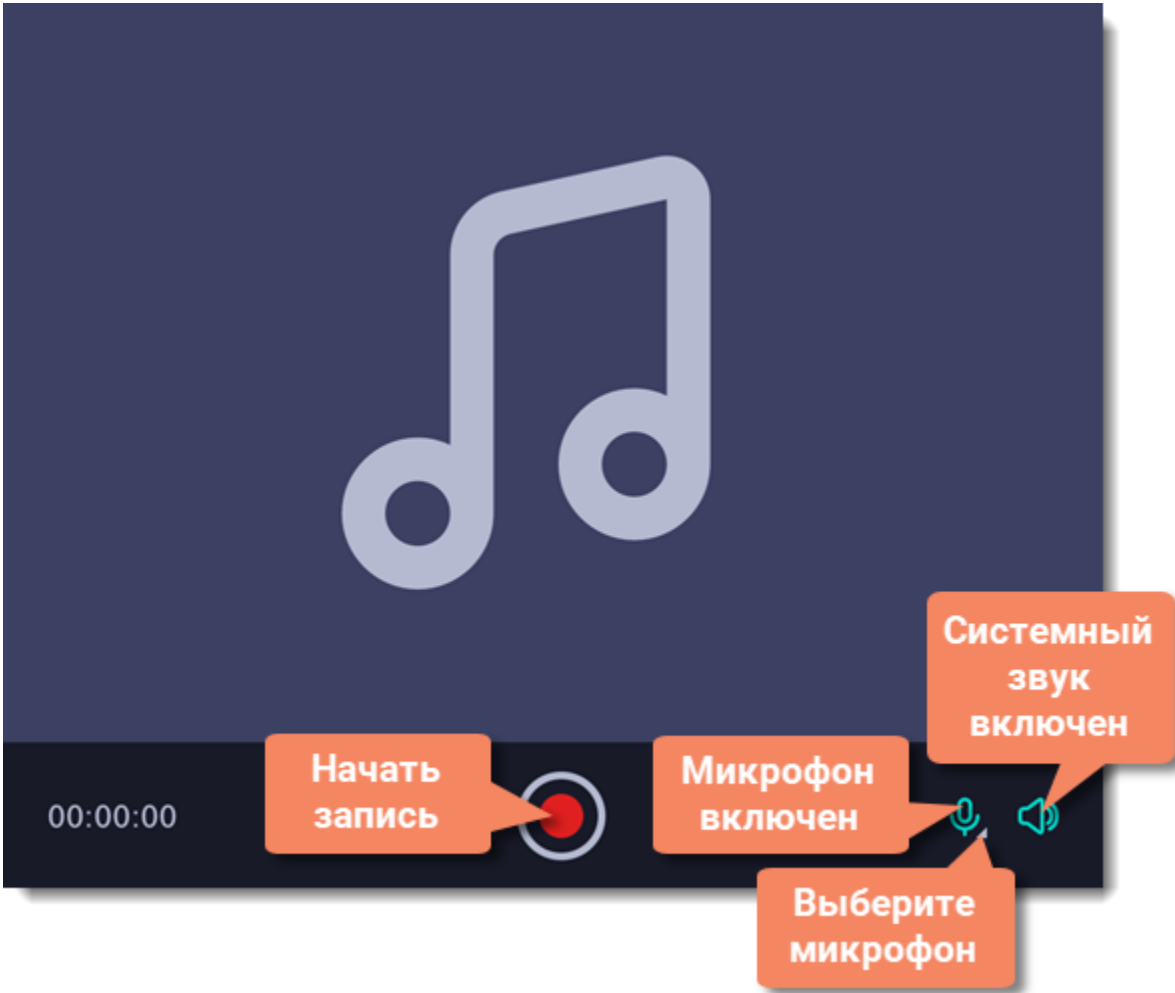 Системный
звук
включен
00:00:00
Начать
запись
Микрофон
включен
Выберите
микрофон